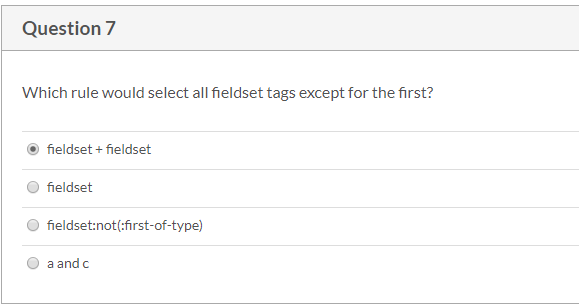 Question 7
Which rule would select all fieldset tags except for the first?
fieldset + fieldset
fieldset
fieldset:not(:first-of-type)
a and c